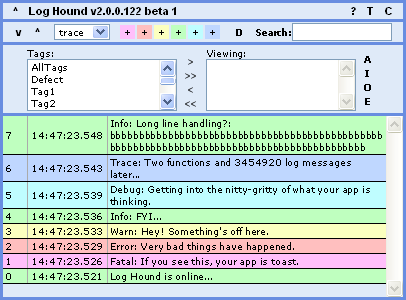 ^ Log Hound v2.0.0.122 beta 1 ? T C
v ^ trace + + + + + + D Search:
Tags: Viewing:
AllTags
Defect
Tag1
Tag2
>
>>
<
<<
A
I
O
E
7 14:47:23.548 Info: Long line handling?:
bbbbbbbbbbbbbbbbbbbbbbbbbbbbbbbbbbbbbbbbbbb
bbbbbbbbbbbbbbbbbbbbbbbbbbbbbbbbbbbbbbbb
6 14:47:23.543 Trace: Two functions and 3454920 log messages
later...
5 14:47:23.539 Debug: Getting into the nitty-gritty of what your app is
thinking.
4 14:47:23.536 Info: FYI...
3 14:47:23.533 Warn: Hey! Something's off here.
2 14:47:23.529 Error: Very bad things have happened.
1 14:47:23.526 Fatal: If you see this, your app is toast.
0 14:47:23.521 Log Hound is online...